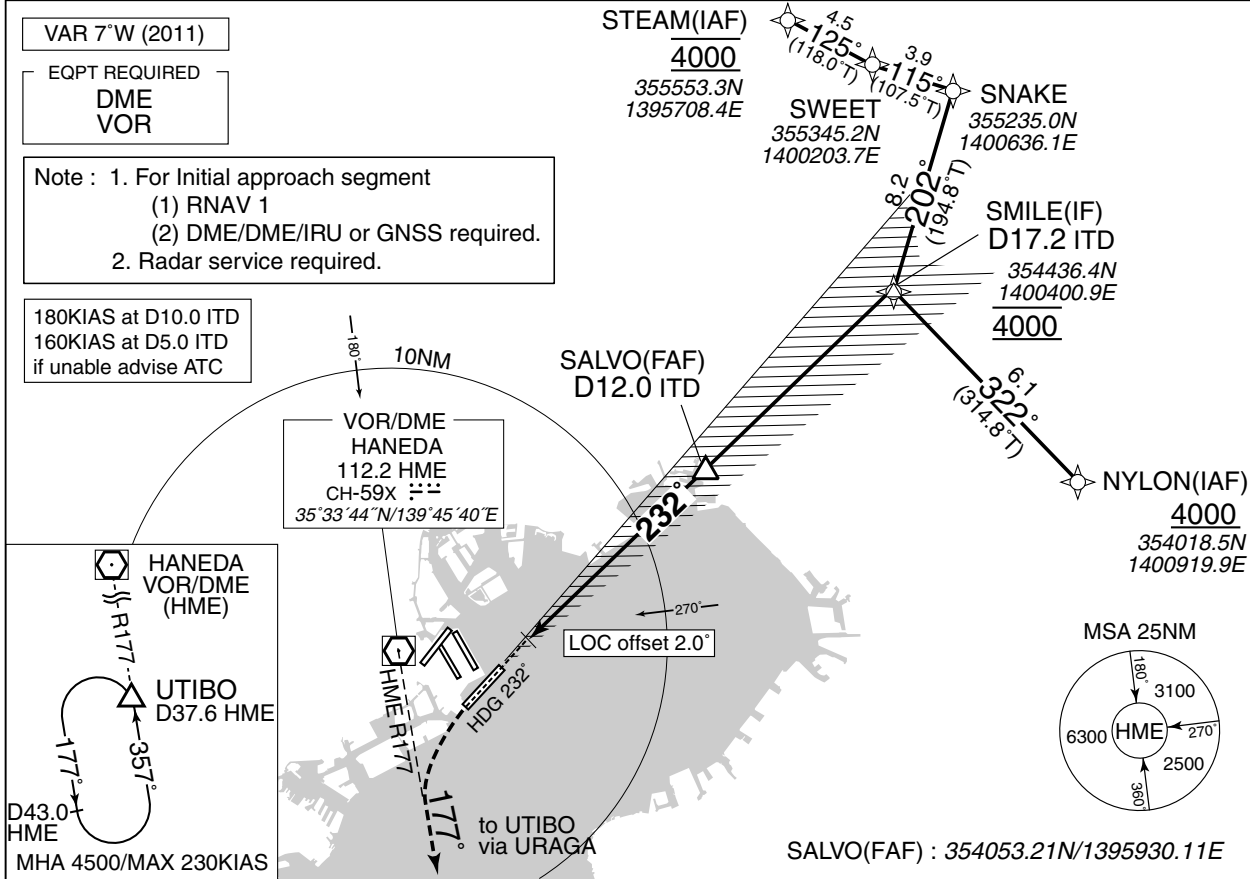 VAR 7°W (2011)
EQPT REQUIRED
DME
VOR
Note : 1. For Initial approach segment
(1) RNAV 1
(2) DME/DME/IRU or GNSS required.
2. Radar service required.
180KIAS at D10.0 ITD
160KIAS at D5.0 ITD
if unable advise ATC
STEAM(IAF)
4000
355553.3N
1395708.4E
4.5
125°
(118.0°T)
3.9
115°
(107.5°T)
SWEET
355345.2N
1400203.7E
SNAKE
355235.0N
1400636.1E
8.2
202°
(194.8°T)
SMILE(IF)
D17.2 ITD
354436.4N
1400400.9E
4000
6.1
322°
(314.8°T)
NYLON(IAF)
4000
354018.5N
1400919.9E
SALVO(FAF)
D12.0 ITD
232°
180°
10NM
VOR/DME
HANEDA
112.2 HME
CH-59X
35°33´44˝N/139°45´40˝E
270°
LOC offset 2.0°
HDG 232°
HME R177
177°
to UTIBO
via URAGA
HANEDA
VOR/DME
(HME)
R177
UTIBO
D37.6 HME
177°
357°
D43.0
HME
MHA 4500/MAX 230KIAS
MSA 25NM
180°
3100
6300
HME
270°
2500
360°
SALVO(FAF) : 354053.21N/1395930.11E